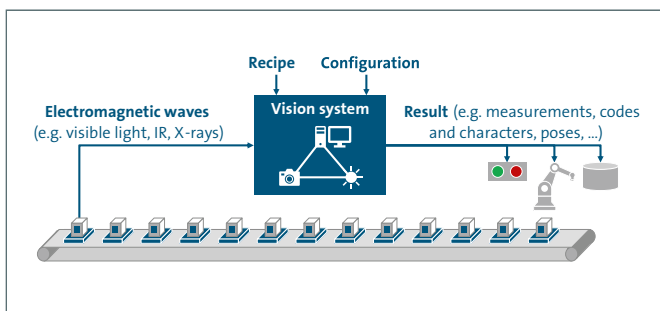 Recipe Configuration
Vision system
Electromagnetic waves
(e.g. visible light, IR, X-rays)
Result (e.g. measurements, codes
and characters, poses, ...)